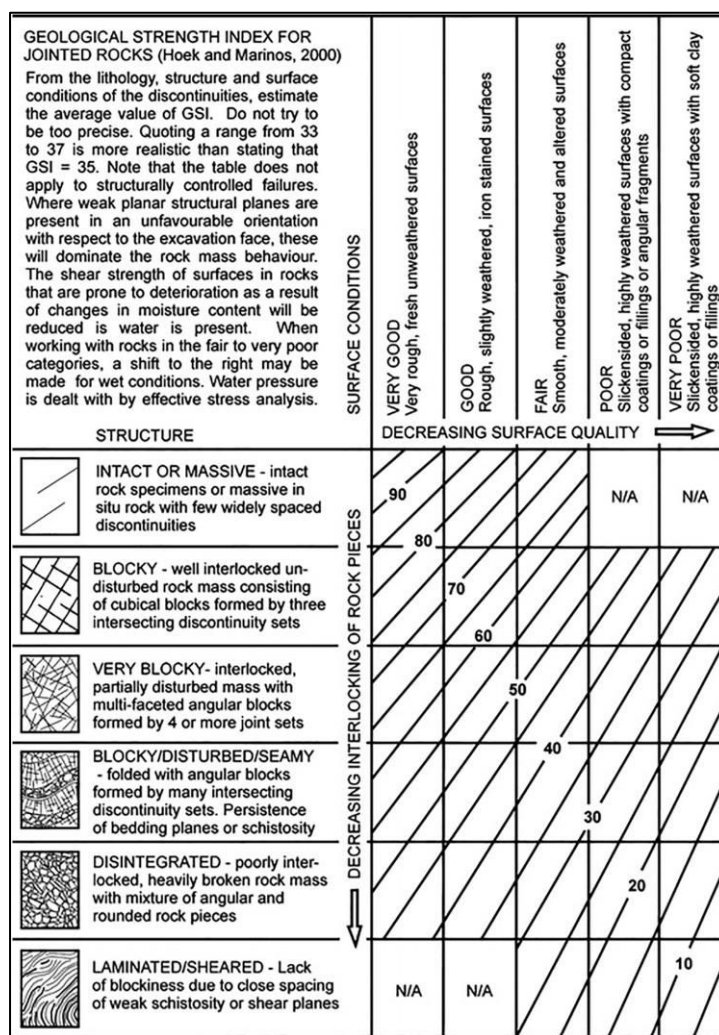 GEOLOGICAL STRENGTH INDEX FOR
JOINTED ROCKS (Hoek and Marinos, 2000)
From the lithology, structure and surface
conditions of the discontinuities, estimate
the average value of GSI. Do not try to
be too precise. Quoting a range from 33
to 37 is more realistic than stating that
GSI = 35. Note that the table does not
apply to structurally controlled failures.
Where weak planar structural planes are
present in an unfavourable orientation
with respect to the excavation face, these
will dominate the rock mass behaviour.
The shear strength of surfaces in rocks
that are prone to deterioration as a result
of changes in moisture content will be
reduced is water is present. When
working with rocks in the fair to very poor
categories, a shift to the right may be
made for wet conditions. Water pressure
is dealt with by effective stress analysis.
SURFACE CONDITIONS
VERY GOOD
Very rough, fresh unweathered surfaces
GOOD
Rough, slightly weathered, iron stained surfaces
FAIR
Smooth, moderately weathered and altered surfaces
POOR
Slickensided, highly weathered surfaces with compact
coatings or fillings or angular fragments
VERY POOR
Slickensided, highly weathered surfaces with soft clay
coatings or fillings
STRUCTURE
DECREASING SURFACE QUALITY
DECREASING INTERLOCKING OF ROCK PIECES
INTACT OR MASSIVE - intact
rock specimens or massive in
situ rock with few widely spaced
discontinuities
90
80
N/A
N/A
BLOCKY - well interlocked un-
disturbed rock mass consisting
of cubical blocks formed by three
intersecting discontinuity sets
70
60
VERY BLOCKY- interlocked,
partially disturbed mass with
multi-faceted angular blocks
formed by 4 or more joint sets
50
BLOCKY/DISTURBED/SEAMY
- folded with angular blocks
formed by many intersecting
discontinuity sets. Persistence
of bedding planes or schistosity
40
30
DISINTEGRATED - poorly inter-
locked, heavily broken rock mass
with mixture of angular and
rounded rock pieces
20
LAMINATED/SHEARED - Lack
of blockiness due to close spacing
of weak schistosity or shear planes
N/A
N/A
10